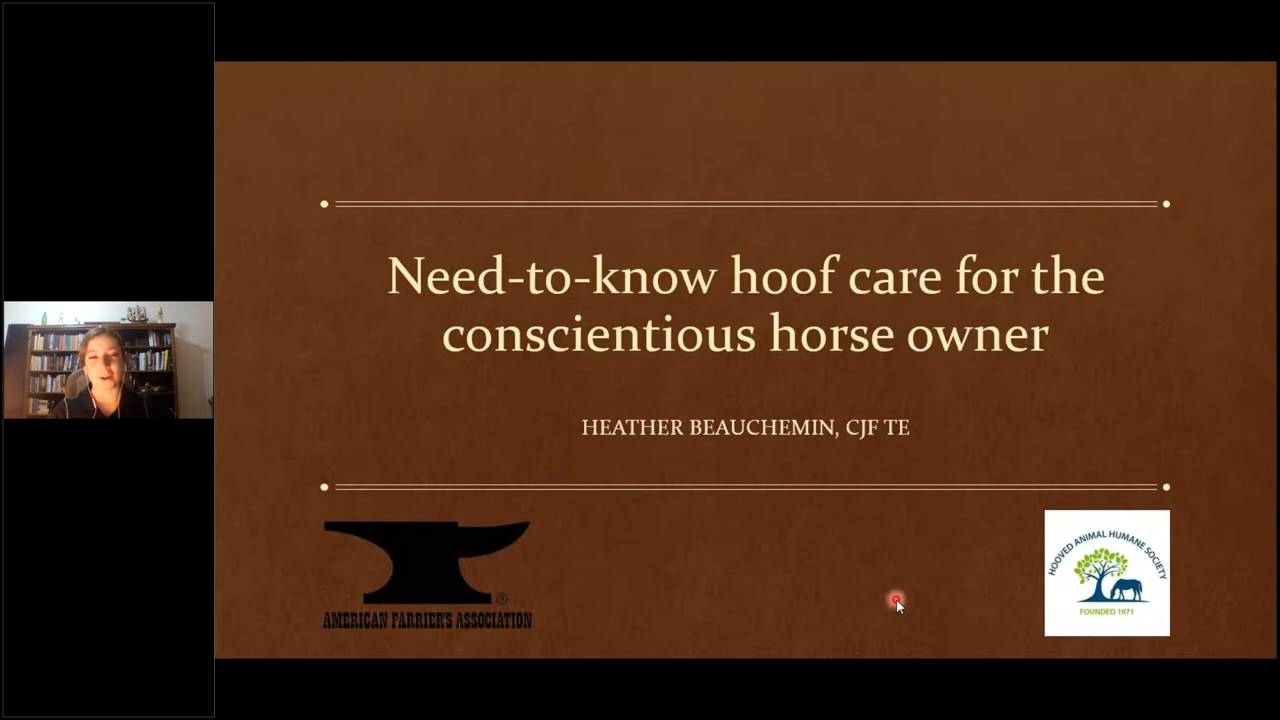 Need-to-know hoof care for the
conscientious horse owner
HEATHER BEAUCHEMIN, CJF TE
®
AMERICAN FARRIER'S ASSOCIATION
HOOVED ANIMAL HUMANE SOCIETY
FOUNDED 1971